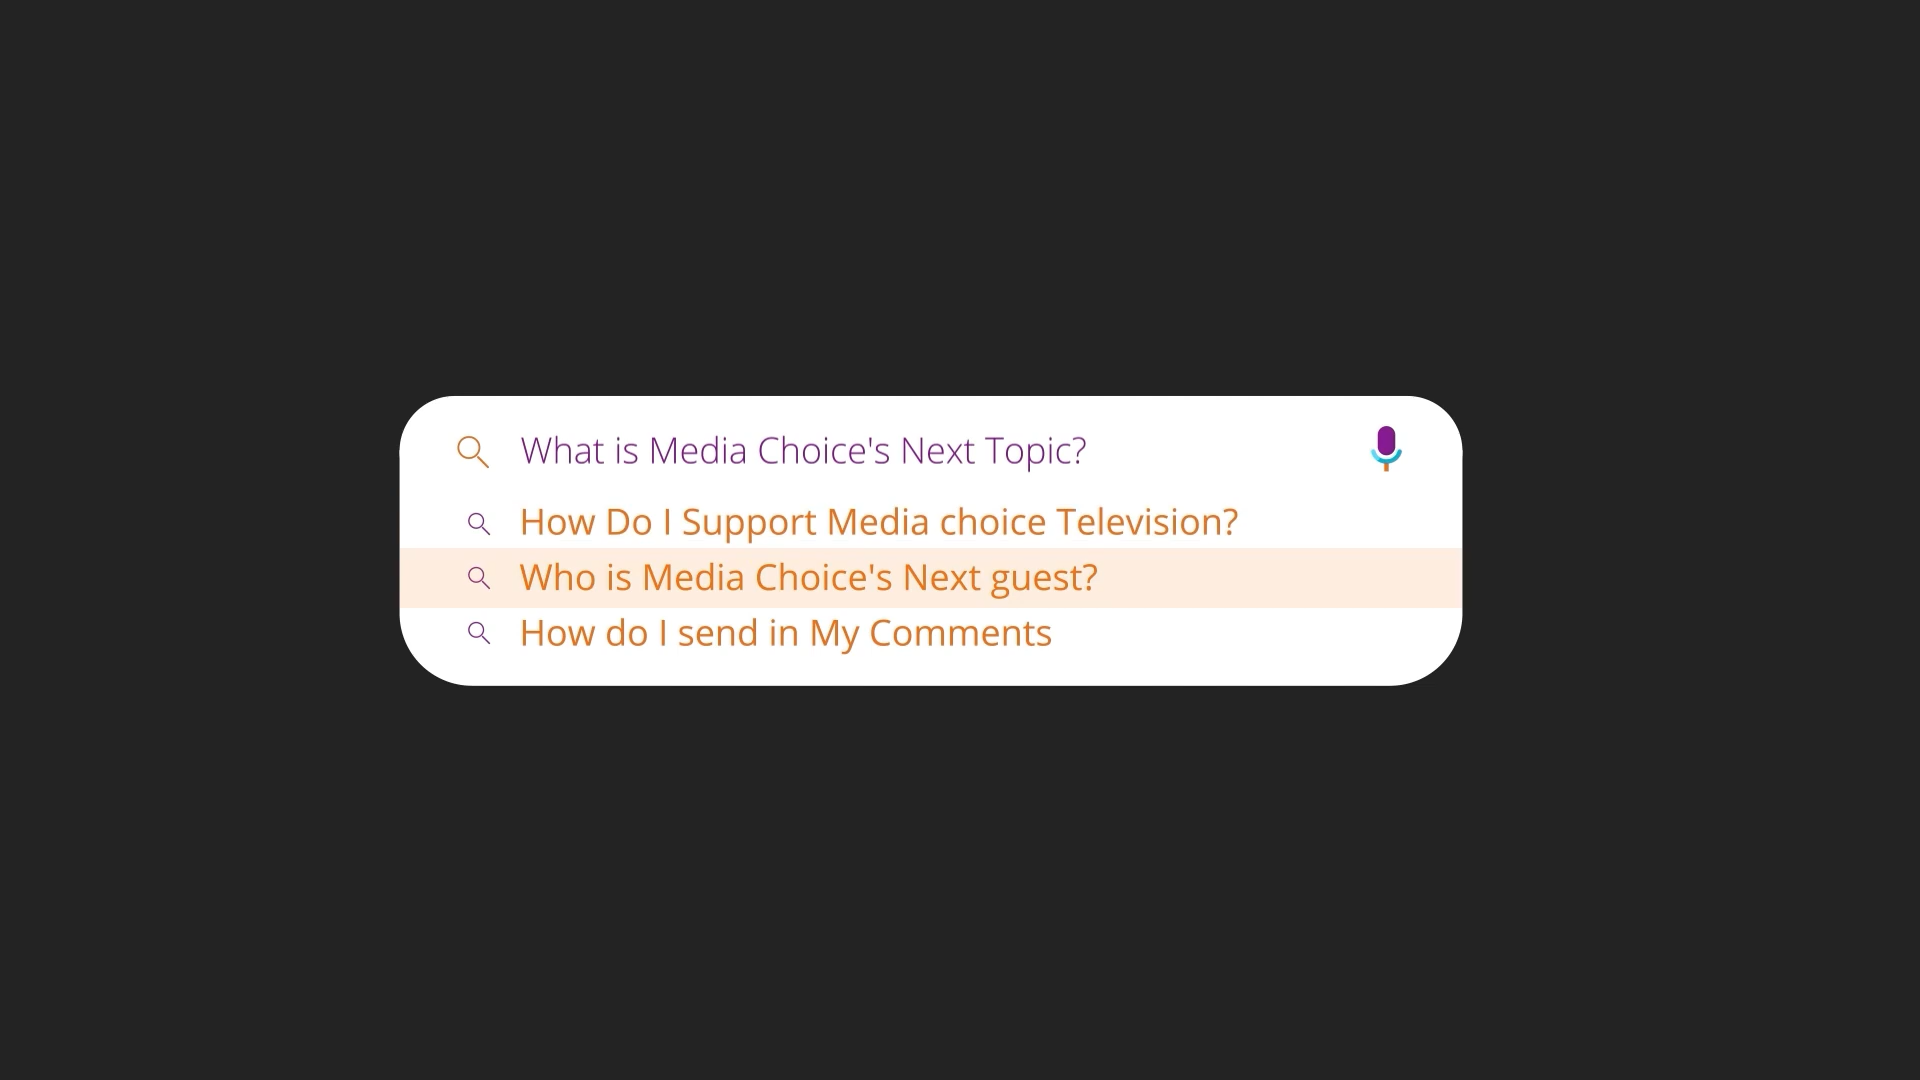 What is Media Choice's Next Topic?
How Do I Support Media choice Television?
Who is Media Choice's Next guest?
How do I send in My Comments